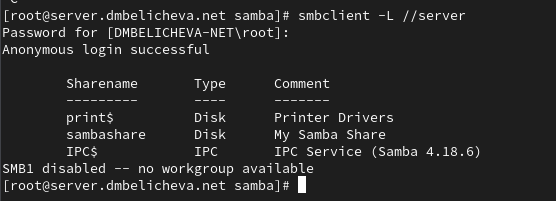 [root@server.dmbelicheva.net samba]# smbclient -L //server
Password for [DMBELICHEVA-NET\root]:
Anonymous login successful
Sharename Type Comment
--------- ---- -------
print$ Disk Printer Drivers
sambashare Disk My Samba Share
IPC$ IPC IPC Service (Samba 4.18.6)
SMB1 disabled -- no workgroup available
[root@server.dmbelicheva.net samba]#